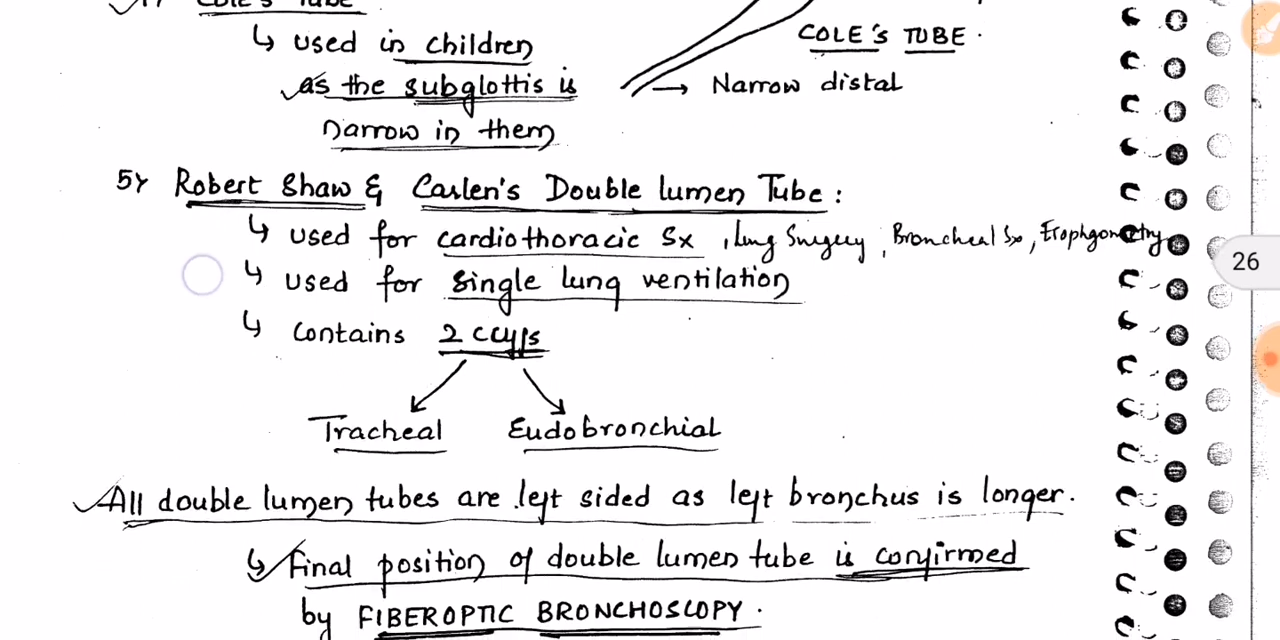 Cole's Tube
↳ used in children
COLE's TUBE.
as the subglottis is
→ Narrow distal
narrow in them
5) Robert Shaw & Carlen's Double lumen Tube :
↳ used for cardiothoracic Sx , lung Surgery , Broncheal Sx,
↳ used for single lung ventilation
26
↳ contains 2 cuffs
Tracheal Endobronchial
All double lumen tubes are left sided as left bronchus is longer.
↳ Final position of double lumen tube is confirmed
by FIBEROPTIC BRONCHOSCOPY.